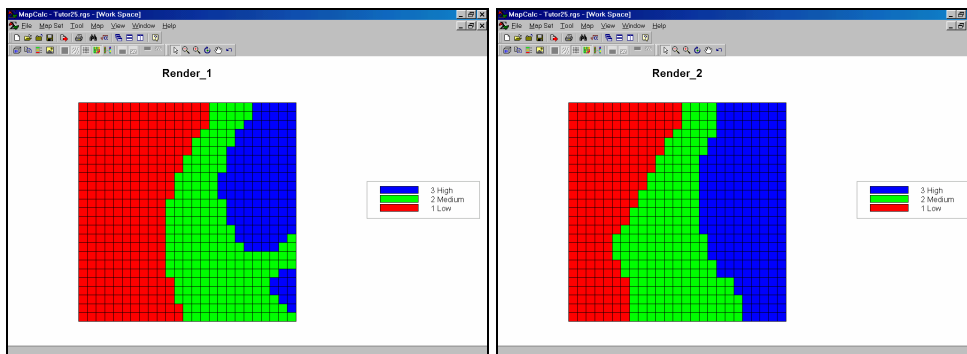 MapCalc - Tutor25.rgs - [Work Space]
File Map Set Tool Map View Window Help
Render_1
3 High
2 Medium
1 Low
MapCalc - Tutor25.rgs - [Work Space]
File Map Set Tool Map View Window Help
Render_2
3 High
2 Medium
1 Low